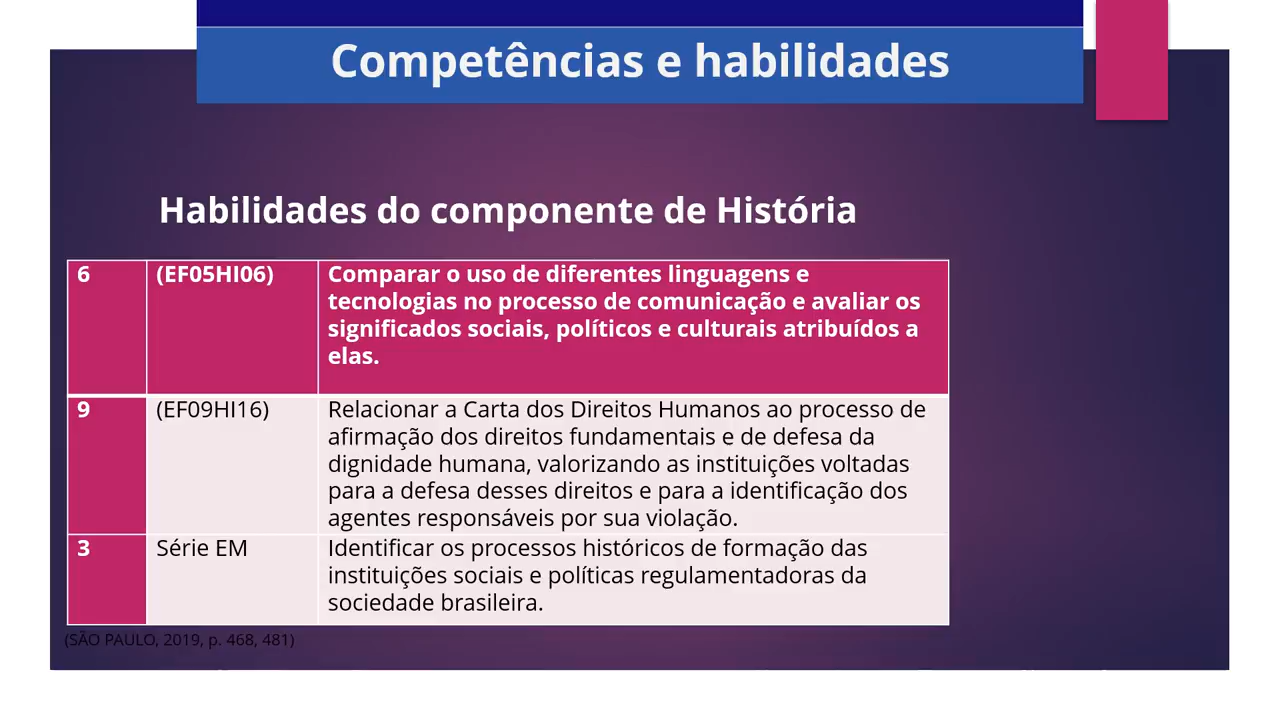 Competências e habilidades
Habilidades do componente de História
6 (EF05HI06) Comparar o uso de diferentes linguagens e
tecnologias no processo de comunicação e avaliar os
significados sociais, políticos e culturais atribuídos a
elas.
9 (EF09HI16) Relacionar a Carta dos Direitos Humanos ao processo de
afirmação dos direitos fundamentais e de defesa da
dignidade humana, valorizando as instituições voltadas
para a defesa desses direitos e para a identificação dos
agentes responsáveis por sua violação.
3 Série EM Identificar os processos históricos de formação das
instituições sociais e políticas regulamentadoras da
sociedade brasileira.
(SÃO PAULO, 2019, p. 468, 481)